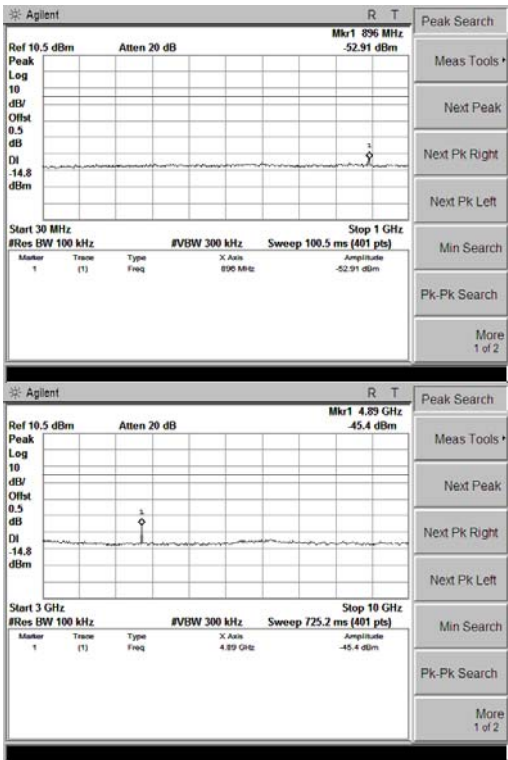 Agilent R T
Peak Search
Mkr1 896 MHz
Ref 10.5 dBm Atten 20 dB -52.91 dBm
Peak
Log
10
dB/
Offst
0.5
dB
DI
-14.8
dBm
1
Start 30 MHz Stop 1 GHz
#Res BW 100 kHz #VBW 300 kHz Sweep 100.5 ms (401 pts)
Marker Trace Type X Axis Amplitude
1 (1) Freq 896 MHz -52.91 dBm
Meas Tools
Next Peak
Next Pk Right
Next Pk Left
Min Search
Pk-Pk Search
More
1 of 2
Agilent R T
Peak Search
Mkr1 4.89 GHz
Ref 10.5 dBm Atten 20 dB -45.4 dBm
Peak
Log
10
dB/
Offst
0.5
dB
DI
-14.8
dBm
1
Start 3 GHz Stop 10 GHz
#Res BW 100 kHz #VBW 300 kHz Sweep 725.2 ms (401 pts)
Marker Trace Type X Axis Amplitude
1 (1) Freq 4.89 GHz -45.4 dBm
Meas Tools
Next Peak
Next Pk Right
Next Pk Left
Min Search
Pk-Pk Search
More
1 of 2